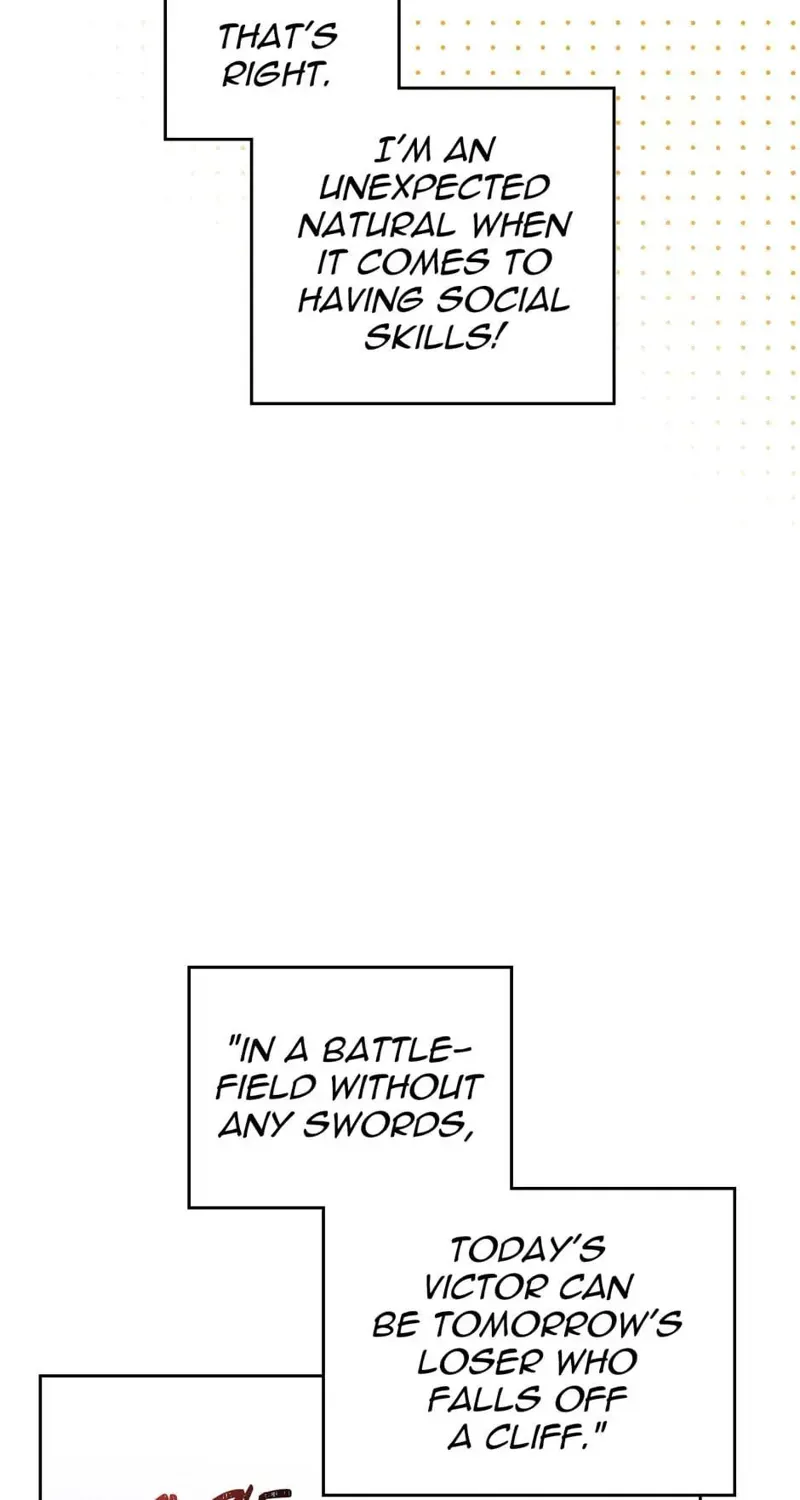 THAT'S
RIGHT.
I'M AN
UNEXPECTED
NATURAL WHEN
IT COMES TO
HAVING SOCIAL
SKILLS!
"IN A BATTLE-
FIELD WITHOUT
ANY SWORDS,
TODAY'S
VICTOR CAN
BE TOMORROW'S
LOSER WHO
FALLS OFF
A CLIFF."